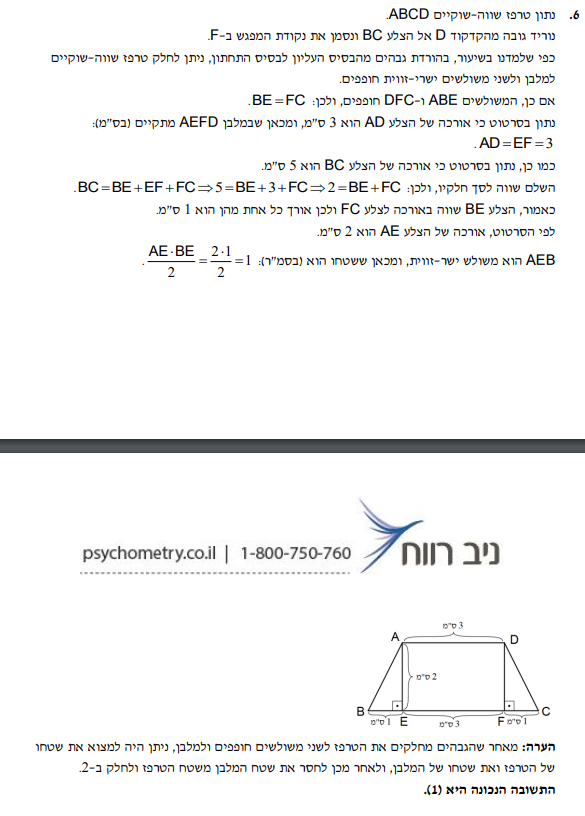 6. נתון טרפז שווה-שוקיים ABCD.
נוריד גובה מהקדקוד D אל הצלע BC ונסמן את נקודת המפגש ב-F.
כפי שלמדנו בשיעור, בהורדת גבהים מהבסיס העליון לבסיס התחתון, ניתן לחלק טרפז שווה-שוקיים
למלבן ולשני משולשים ישרי-זווית חופפים.
אם כן, המשולשים ABE ו-DFC חופפים, ולכן: BE = FC.
נתון בסרטוט כי אורכה של הצלע AD הוא 3 ס"מ, ומכאן שבמלבן AEFD מתקיים (בס"מ):
AD = EF = 3.
כמו כן, נתון בסרטוט כי אורכה של הצלע BC הוא 5 ס"מ.
השלם שווה לסך חלקיו, ולכן: BC = BE + EF + FC ⇒ 5 = BE + 3 + FC ⇒ 2 = BE + FC.
כאמור, הצלע BE שווה באורכה לצלע FC ולכן אורך כל אחת מהן הוא 1 ס"מ.
לפי הסרטוט, אורכה של הצלע AE הוא 2 ס"מ.
AEB הוא משולש ישר-זווית, ומכאן ששטחו הוא (בסמ"ר): AE·BE/2 = 2·1/2 = 1.
psychometry.co.il | 1-800-750-760
ניב רווח
3 ס"מ
A D
2 ס"מ
B E F C
1 ס"מ 3 ס"מ 1 ס"מ
הערה: מאחר שהגבהים מחלקים את הטרפז לשני משולשים חופפים ולמלבן, ניתן היה למצוא את שטחו
של הטרפז ואת שטחו של המלבן, ולאחר מכן לחסר את שטח המלבן משטח הטרפז ולחלק ב-2.
התשובה הנכונה היא (1).